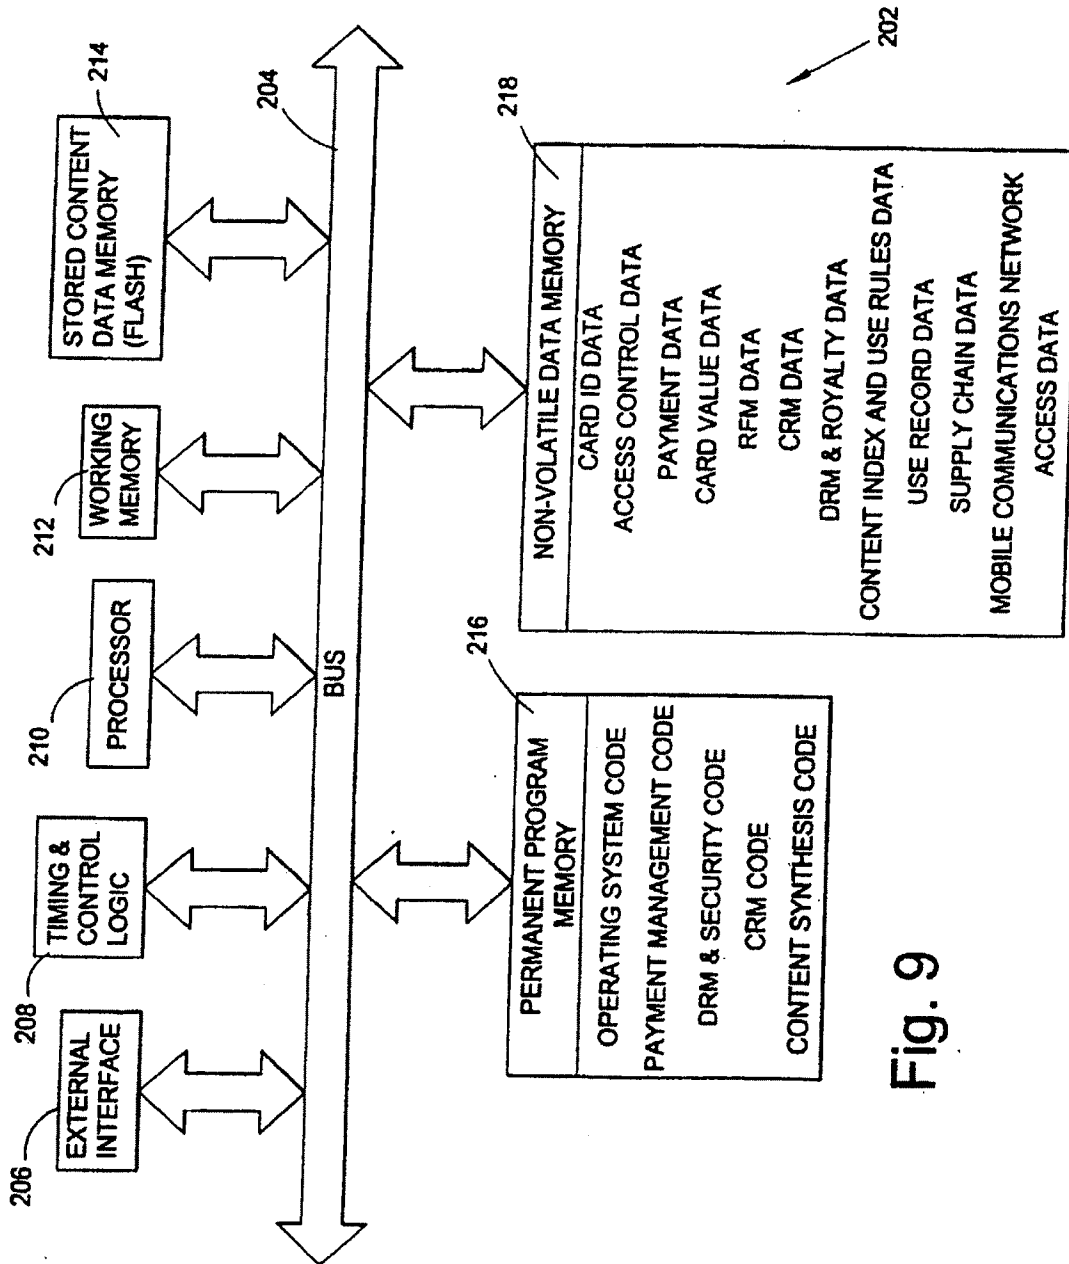 206
EXTERNAL
INTERFACE
208
TIMING &
CONTROL
LOGIC
210
PROCESSOR
212
WORKING
MEMORY
214
STORED CONTENT
DATA MEMORY
(FLASH)
204
BUS
216
PERMANENT PROGRAM
MEMORY
OPERATING SYSTEM CODE
PAYMENT MANAGEMENT CODE
DRM & SECURITY CODE
CRM CODE
CONTENT SYNTHESIS CODE
218
NON-VOLATILE DATA MEMORY
CARD ID DATA
ACCESS CONTROL DATA
PAYMENT DATA
CARD VALUE DATA
RFM DATA
CRM DATA
DRM & ROYALTY DATA
CONTENT INDEX AND USE RULES DATA
USE RECORD DATA
SUPPLY CHAIN DATA
MOBILE COMMUNICATIONS NETWORK
ACCESS DATA
202
Fig. 9